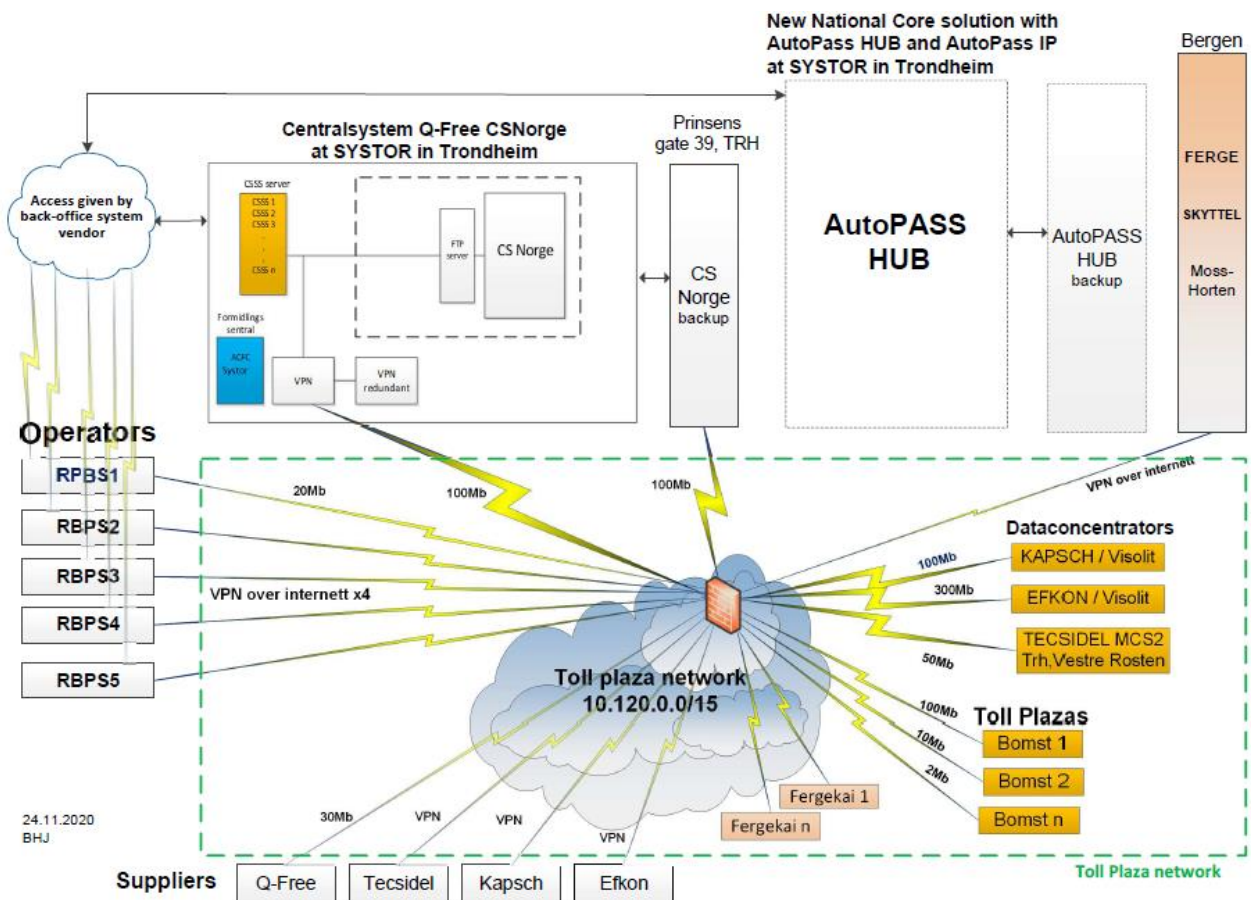 New National Core solution with
AutoPass HUB and AutoPass IP
at SYSTOR in Trondheim
Bergen
Centralsystem Q-Free CSNorge
at SYSTOR in Trondheim
Prinsens
gate 39, TRH
Access given by
back-office system
vendor
CSSS server
CSSS 1
CSSS 2
CSSS 3
.
.
.
CSSS n
FTP
server
CS Norge
Formidlings
sentral
ACFC
Systor
VPN
VPN
redundant
CS
Norge
backup
AutoPASS
HUB
AutoPASS
HUB
backup
FERGE
SKYTTEL
Moss-
Horten
Operators
RPBS1
RBPS2
RBPS3
RBPS4
RBPS5
20Mb
100Mb
100Mb
VPN over internett
VPN over internett x4
Dataconcentrators
100Mb
KAPSCH / Visolit
300Mb
EFKON / Visolit
TECSIDEL MCS2
Trh,Vestre Rosten
50Mb
Toll plaza network
10.120.0.0/15
Toll Plazas
100Mb
Bomst 1
10Mb
Bomst 2
2Mb
Bomst n
Fergekai 1
Fergekai n
30Mb
VPN
VPN
VPN
24.11.2020
BHJ
Toll Plaza network
Suppliers
Q-Free
Tecsidel
Kapsch
Efkon